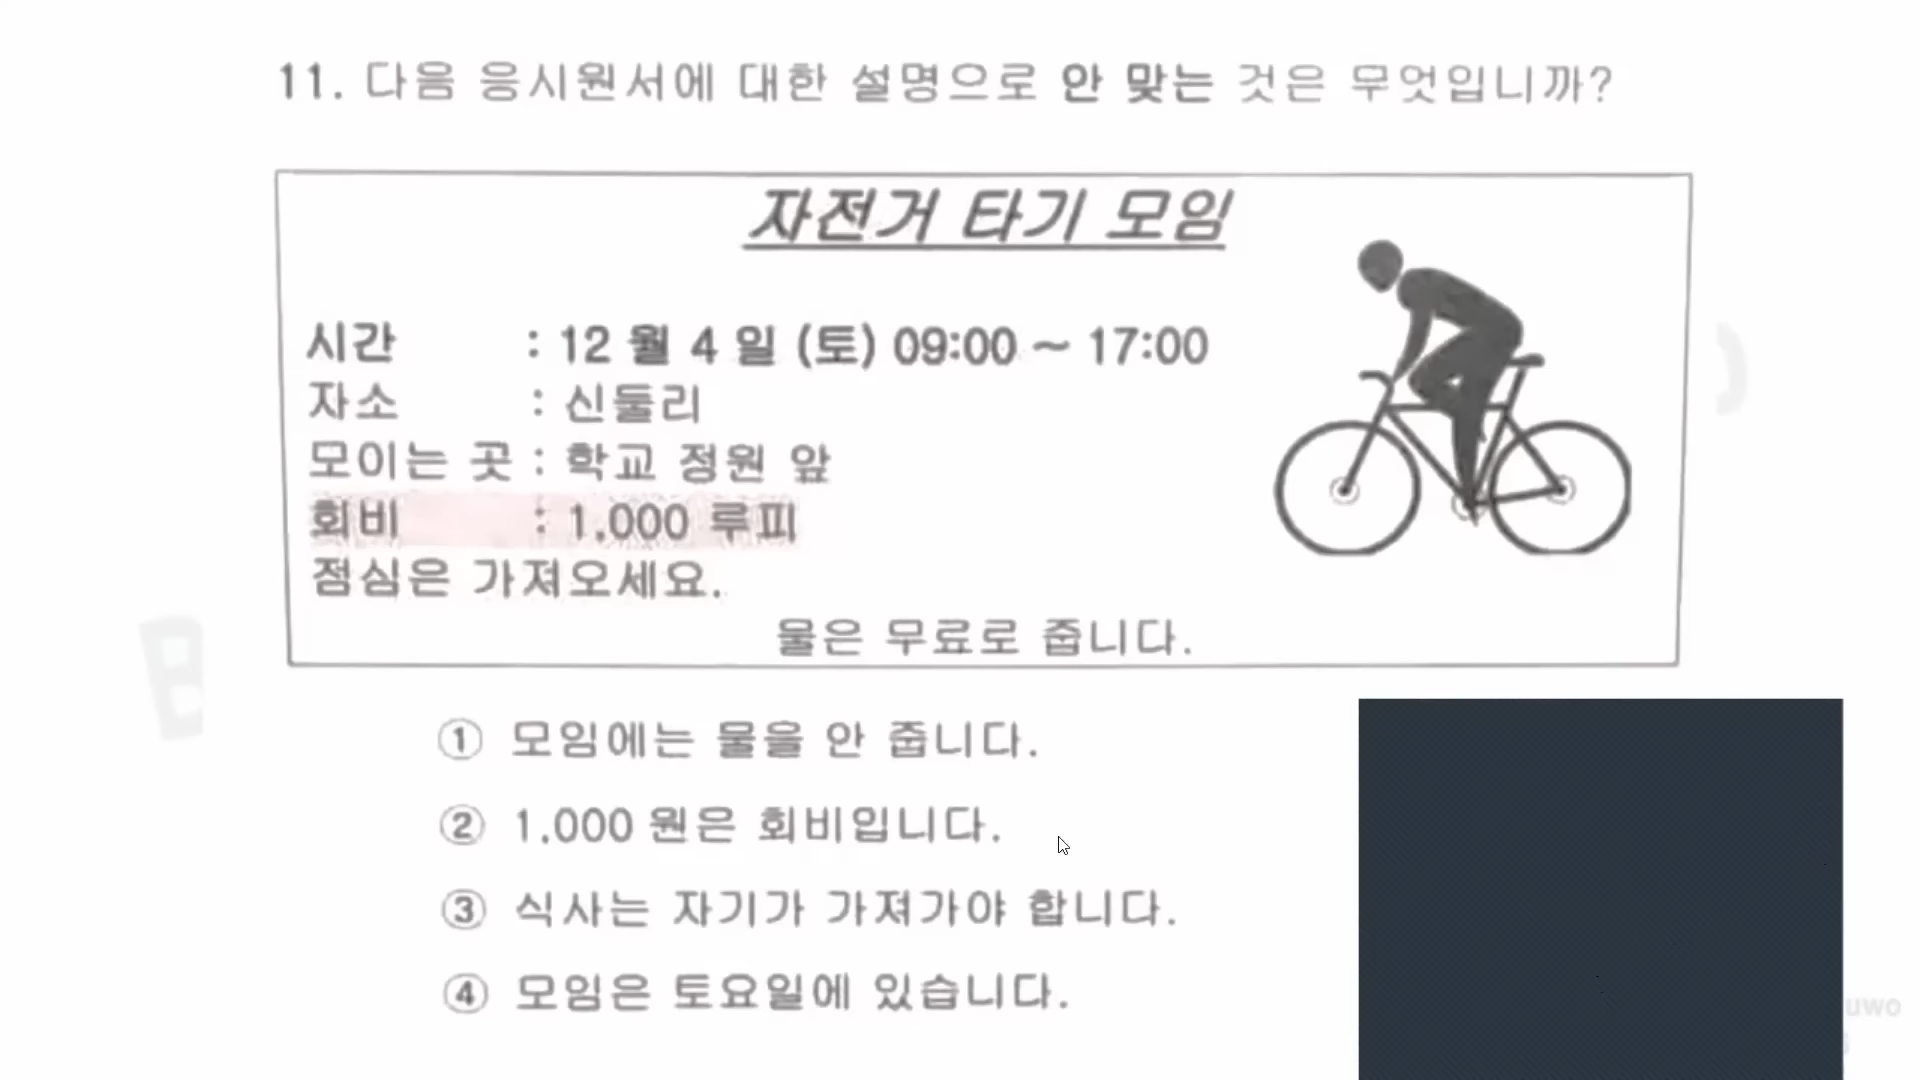 11. 다음 응시원서에 대한 설명으로 안 맞는 것은 무엇입니까?
자전거 타기 모임
시간 : 12 월 4 일 (토) 09:00 ~ 17:00
자소 : 신둘리
모이는 곳 : 학교 정원 앞
회비 : 1,000 루피
점심은 가져오세요.
물은 무료로 줍니다.
① 모임에는 물을 안 줍니다.
② 1.000 원은 회비입니다.
③ 식사는 자기가 가져가야 합니다.
④ 모임은 토요일에 있습니다.